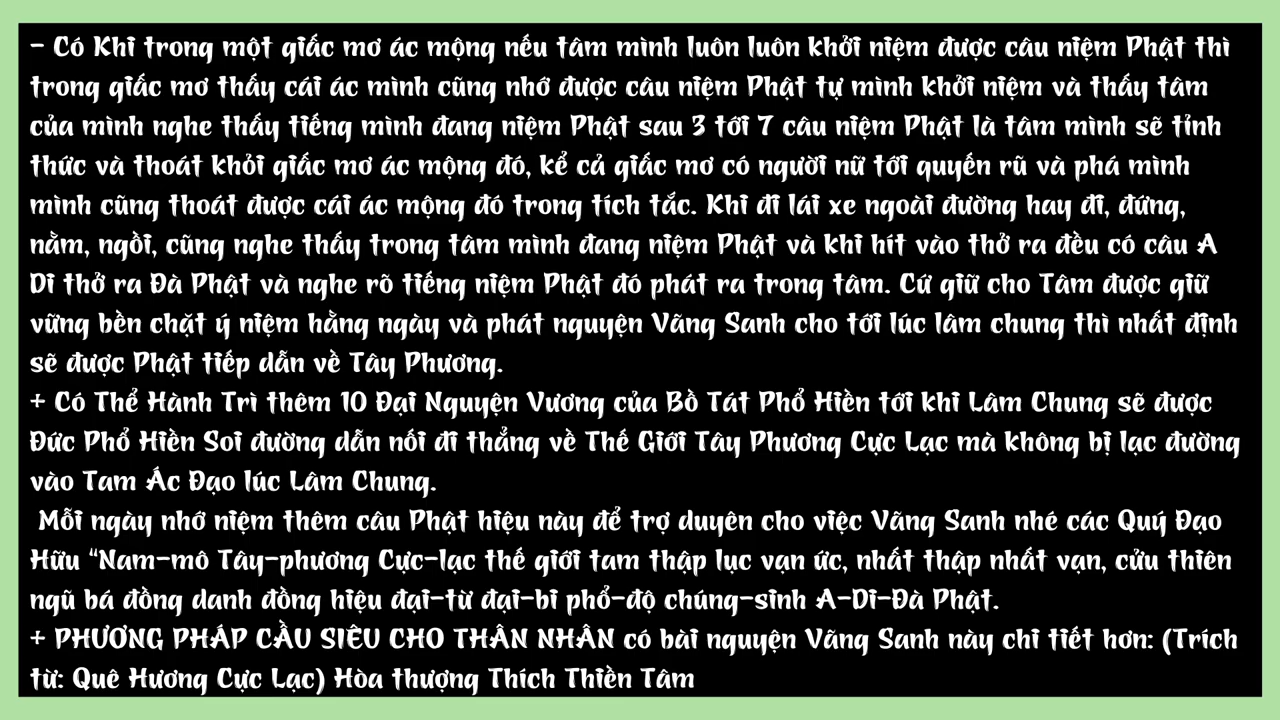 - Có Khi trong một giấc mơ ác mộng nếu tâm mình luôn luôn khởi niệm được câu niệm Phật thì
trong giấc mơ thấy cái ác mình cũng nhớ được câu niệm Phật tự mình khởi niệm và thấy tâm
của mình nghe thấy tiếng mình đang niệm Phật sau 3 tới 7 câu niệm Phật là tâm mình sẽ tỉnh
thức và thoát khỏi giấc mơ ác mộng đó, kể cả giấc mơ có người nữ tới quyến rũ và phá mình
mình cũng thoát được cái ác mộng đó trong tích tắc. Khi đi lái xe ngoài đường hay đi, đứng,
nằm, ngồi, cũng nghe thấy trong tâm mình đang niệm Phật và khi hít vào thở ra đều có câu A
Di thở ra Đà Phật và nghe rõ tiếng niệm Phật đó phát ra trong tâm. Cứ giữ cho Tâm được giữ
vững bền chặt ý niệm hằng ngày và phát nguyện Vãng Sanh cho tới lúc lâm chung thì nhất định
sẽ được Phật tiếp dẫn về Tây Phương.
+ Có Thể Hành Trì thêm 10 Đại Nguyện Vương của Bồ Tát Phổ Hiền tới khi Lâm Chung sẽ được
Đức Phổ Hiền Soi đường dẫn nối đi thẳng về Thế Giới Tây Phương Cực Lạc mà không bị lạc đường
vào Tam Ác Đạo lúc Lâm Chung.
Mỗi ngày nhớ niệm thêm câu Phật hiệu này để trợ duyên cho việc Vãng Sanh nhé các Quý Đạo
Hữu "Nam-mô Tây-phương Cực-lạc thế giới tam thập lục vạn ức, nhất thập nhất vạn, cửu thiên
ngũ bá đồng danh đồng hiệu đại-từ đại-bi phổ-độ chúng-sinh A-Di-Đà Phật.
+ PHƯƠNG PHÁP CẦU SIÊU CHO THÂN NHÂN có bài nguyện Vãng Sanh này chi tiết hơn: (Trích
từ: Quê Hương Cực Lạc) Hòa thượng Thích Thiền Tâm